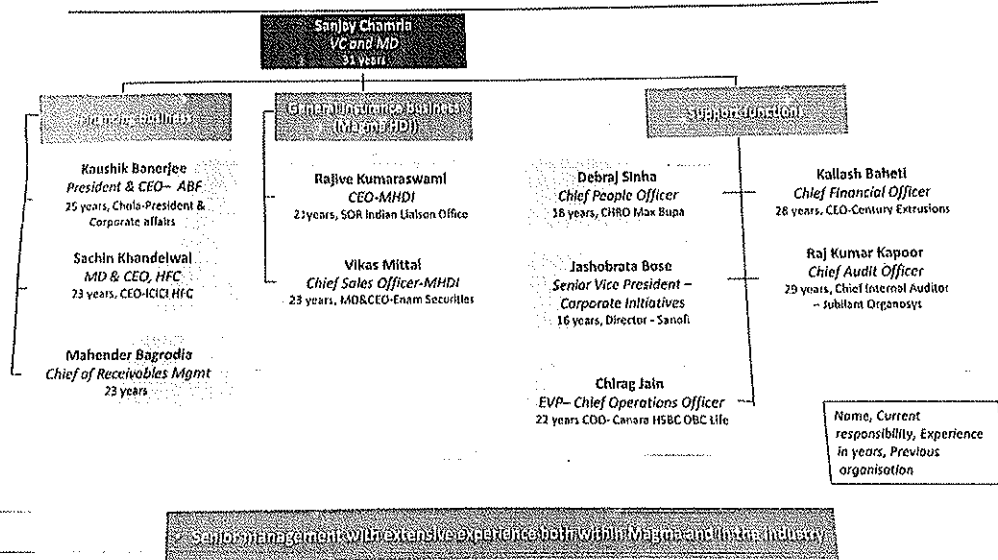 Sanjay Chamria
VC and MD
31 years
Financing business
General Insurance business
(Magma HDI)
Support function
Kaushik Banerjee
President & CEO– ABF
25 years, Chola-President &
Corporate affairs
Sachin Khandelwal
MD & CEO, HFC
23 years, CEO-ICICI HFC
Mahender Bagrodia
Chief of Receivables Mgmt
23 years
Rajive Kumaraswami
CEO-MHDI
21years, SOR Indian Liaison Office
Vikas Mittal
Chief Sales Officer-MHDI
23 years, MD&CEO-Enam Securities
Debraj Sinha
Chief People Officer
18 years, CHRO Max Bupa
Jashobrata Bose
Senior Vice President –
Corporate Initiatives
16 years, Director - Sanofi
Chirag Jain
EVP– Chief Operations Officer
22 years COO- Canara HSBC OBC Life
Kailash Baheti
Chief Financial Officer
28 years, CEO-Century Extrusions
Raj Kumar Kapoor
Chief Audit Officer
29 years, Chief Internal Auditor
– Jubilant Organosys
Name, Current
responsibility, Experience
in years, Previous
organisation
Senior management with extensive experience both within Magma and in the industry